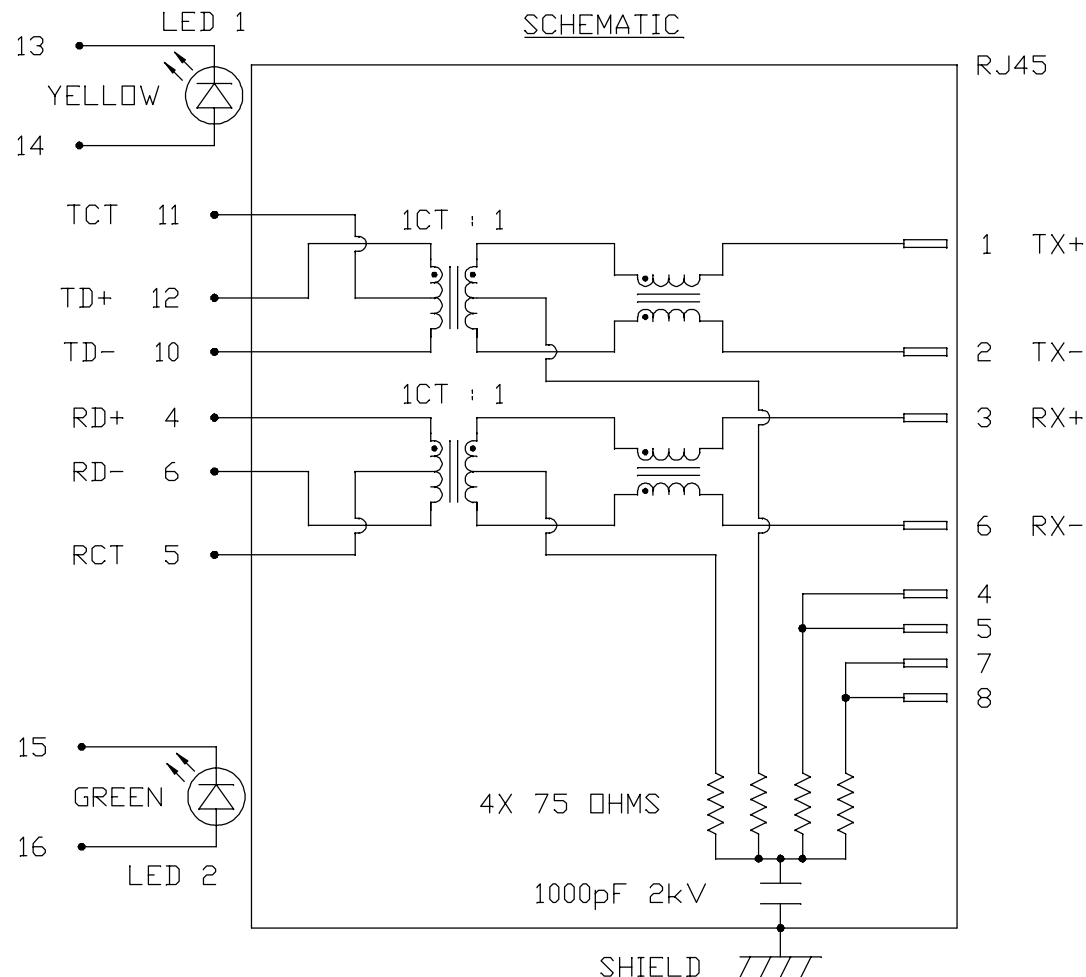 SCHEMATIC
LED 1
13
YELLOW
14
RJ45
TCT 11
1CT : 1
1 TX+
TD+ 12
TD- 10
2 TX-
1CT : 1
RD+ 4
3 RX+
RD- 6
6 RX-
RCT 5
4
5
7
8
15
GREEN
16
LED 2
4X 75 OHMS
1000pF 2kV
SHIELD